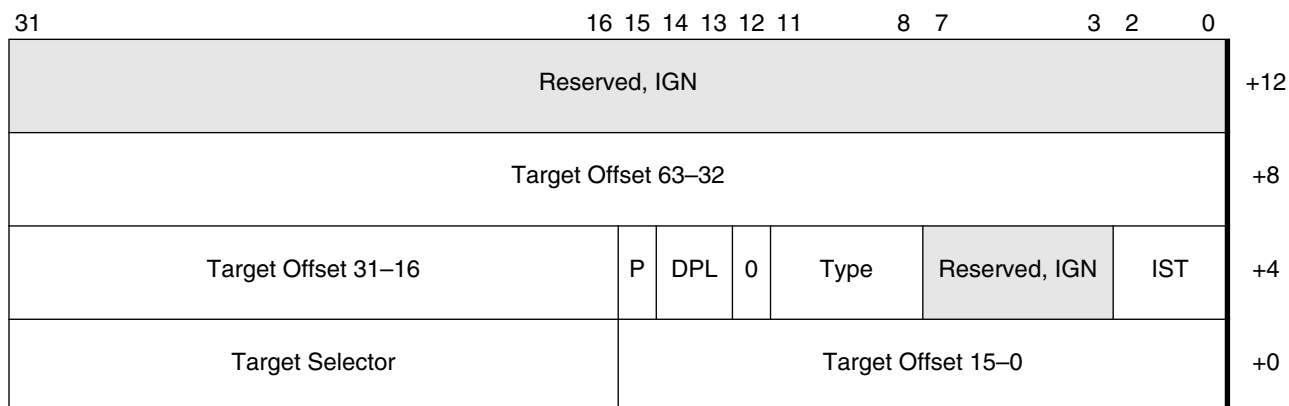 31 16 15 14 13 12 11 8 7 3 2 0
Reserved, IGN +12
Target Offset 63–32 +8
Target Offset 31–16 P DPL 0 Type Reserved, IGN IST +4
Target Selector Target Offset 15–0 +0